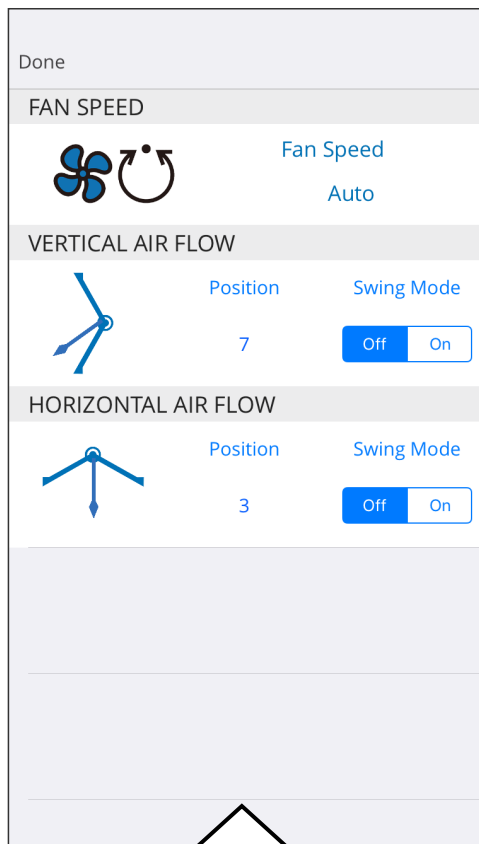 Done
FAN SPEED
Fan Speed
Auto
VERTICAL AIR FLOW
Position Swing Mode
7 Off On
HORIZONTAL AIR FLOW
Position Swing Mode
3 Off On